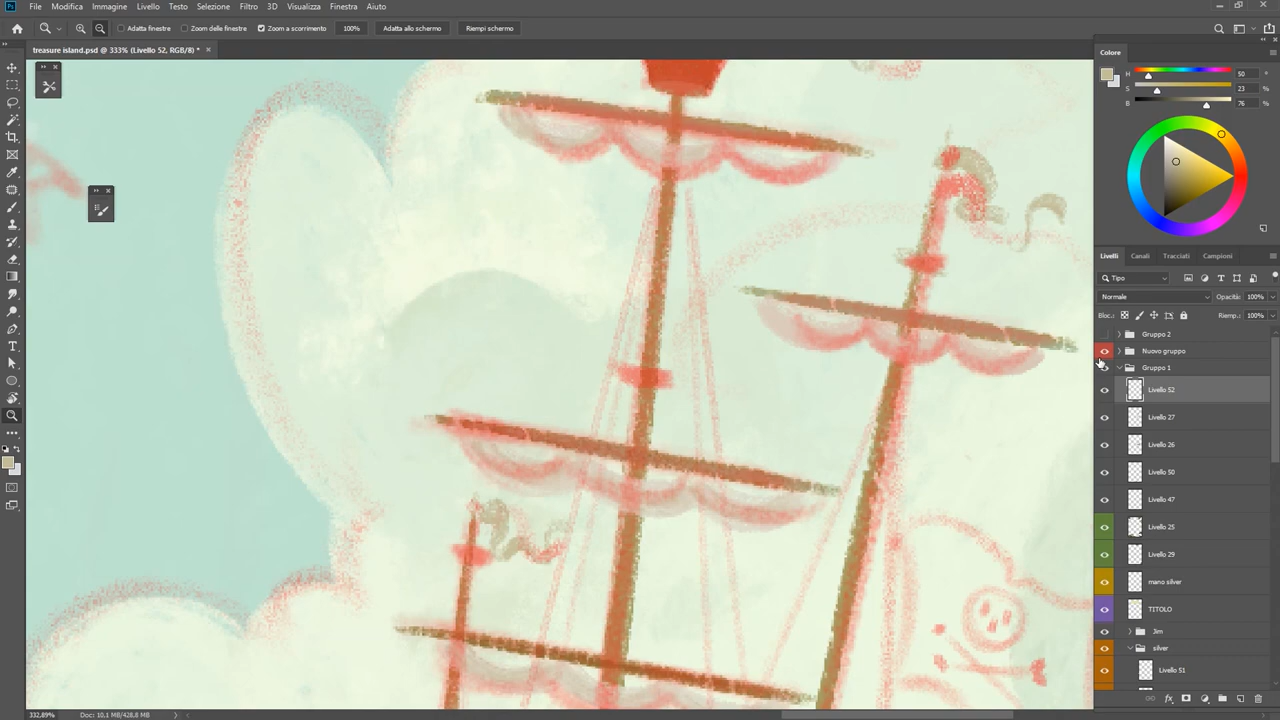 Ps File Modifica Immagine Livello Testo Selezione Filtro 3D Visualizza Finestra Aiuto
Adatta finestre Zoom delle finestre Zoom a scorrimento 100% Adatta allo schermo Riempi schermo
treasure island.psd @ 333% (Livello 52, RGB/8) * ×
Colore
H 50 °
S 23 %
B 76 %
Livelli Canali Tracciati Campioni
Tipo
Normale Opacità: 100%
Bloc.: Riemp.: 100%
Gruppo 2
Nuovo gruppo
Gruppo 1
Livello 52
Livello 27
Livello 26
Livello 50
Livello 47
Livello 25
Livello 29
mano silver
TITOLO
Jim
silver
Livello 51
332,89% Doc: 10,1 MB/428,8 MB